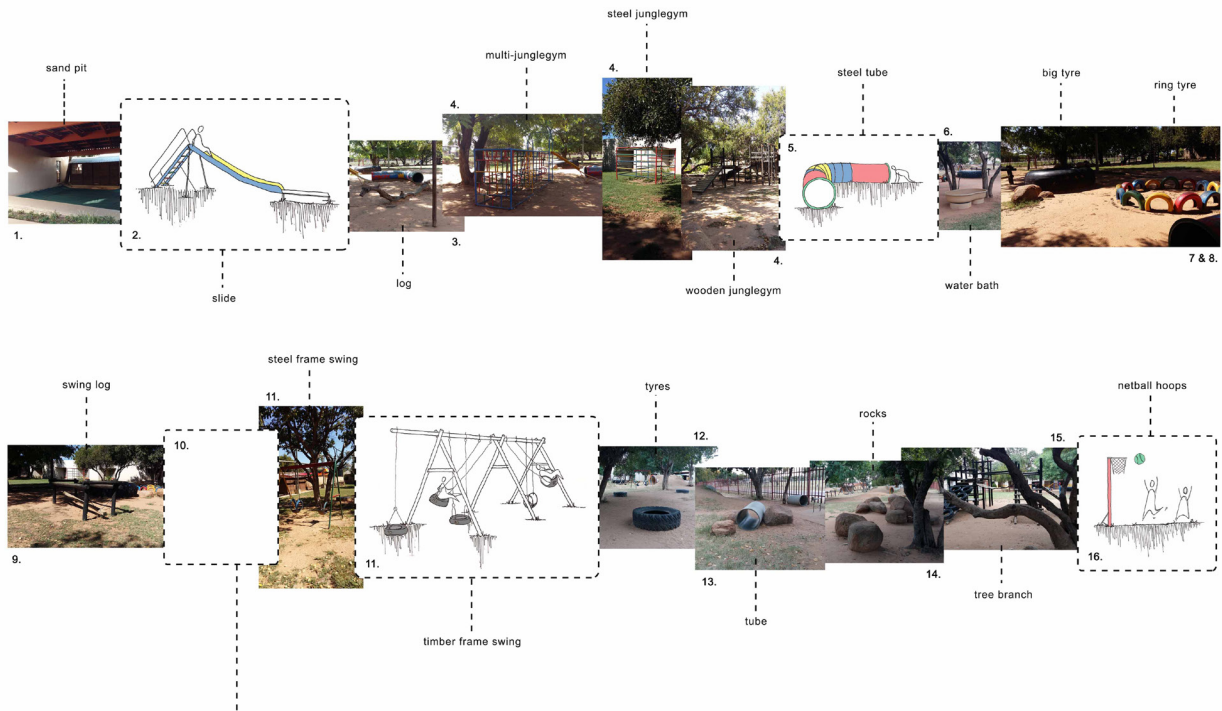 steel junglegym
multi-junglegym
sand pit
4.
steel tube
big tyre
ring tyre
4.
5.
6.
1.
2.
3.
4.
7 & 8.
slide
log
wooden junglegym
water bath
steel frame swing
swing log
11.
tyres
rocks
netball hoops
10.
12.
15.
9.
11.
13.
14.
16.
timber frame swing
tube
tree branch